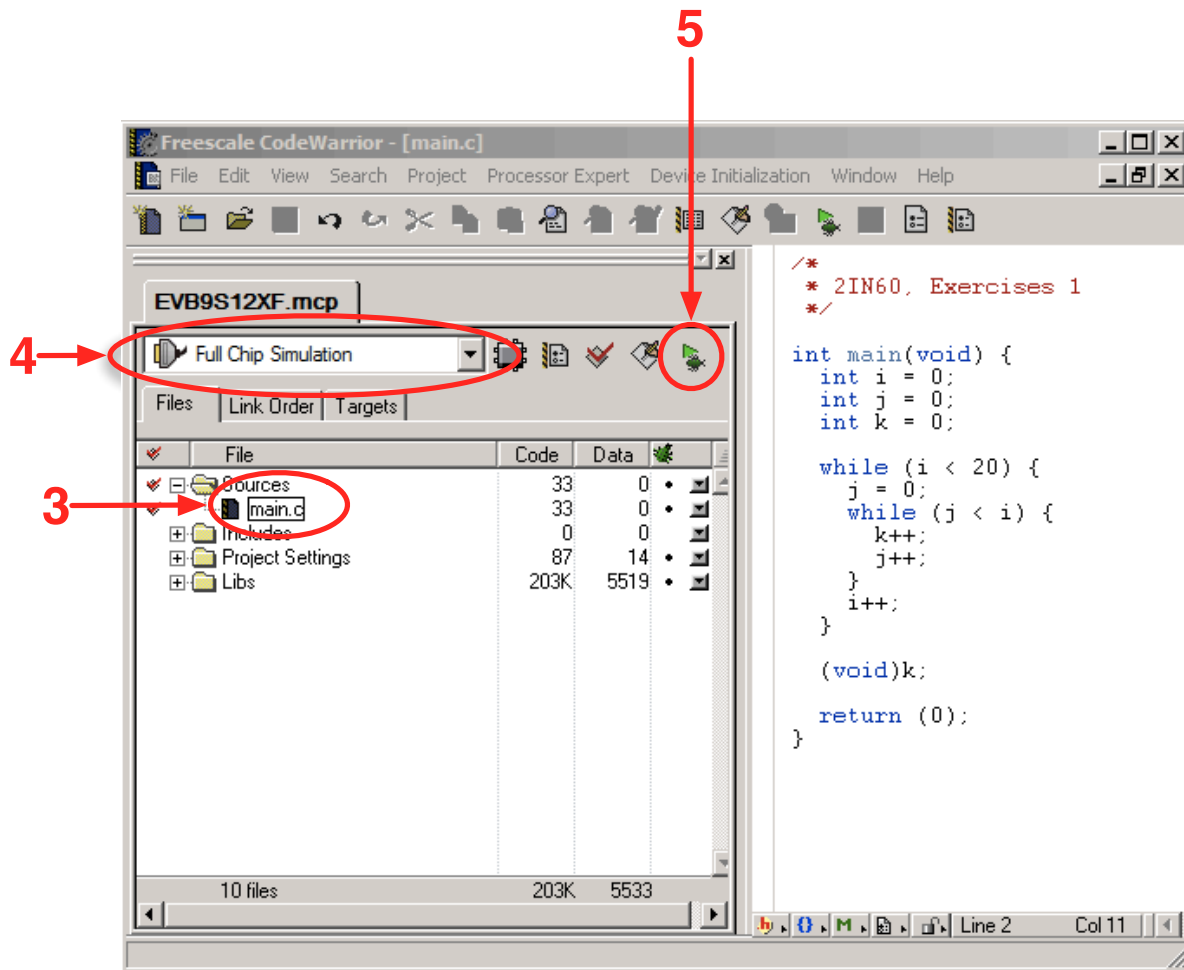 5
Freescale CodeWarrior - [main.c]
File Edit View Search Project Processor Expert Device Initialization Window Help
EVB9S12XF.mcp
4
Full Chip Simulation
Files Link Order Targets
File Code Data
Sources 33 0
3
main.c 33 0
Includes 0 0
Project Settings 87 14
Libs 203K 5519
10 files 203K 5533
/*
* 2IN60, Exercises 1
*/
int main(void) {
int i = 0;
int j = 0;
int k = 0;
while (i < 20) {
j = 0;
while (j < i) {
k++;
j++;
}
i++;
}
(void)k;
return (0);
}
Line 2 Col 11